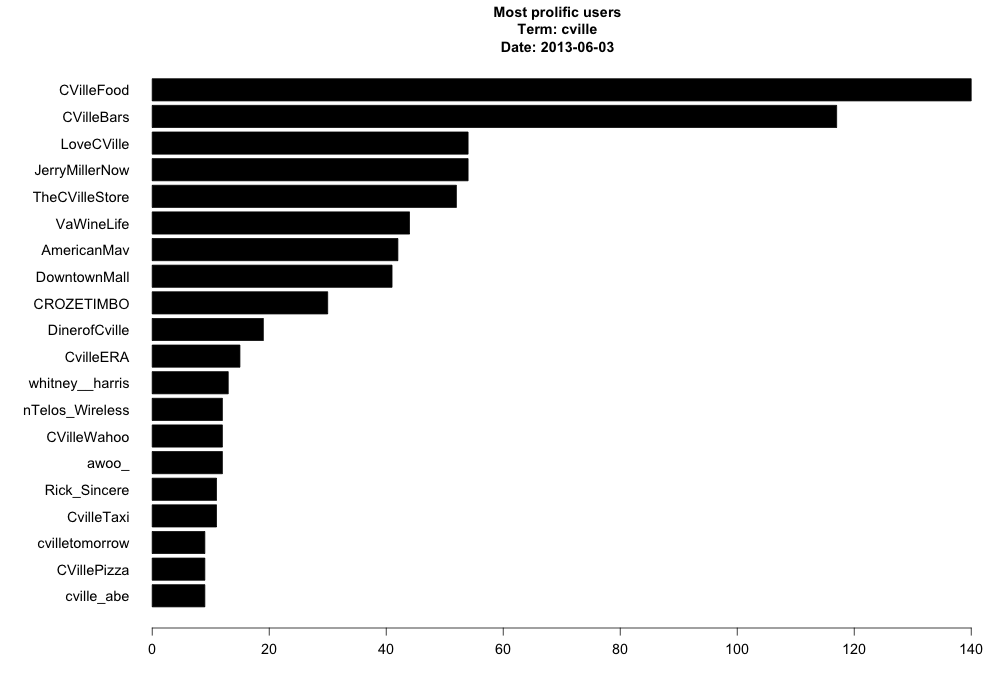 Most prolific users
Term: cville
Date: 2013-06-03
CVilleFood
CVilleBars
LoveCVille
JerryMillerNow
TheCVilleStore
VaWineLife
AmericanMav
DowntownMall
CROZETIMBO
DinerofCville
CvilleERA
whitney__harris
nTelos_Wireless
CVilleWahoo
awoo_
Rick_Sincere
CvilleTaxi
cvilletomorrow
CVillePizza
cville_abe
0 20 40 60 80 100 120 140